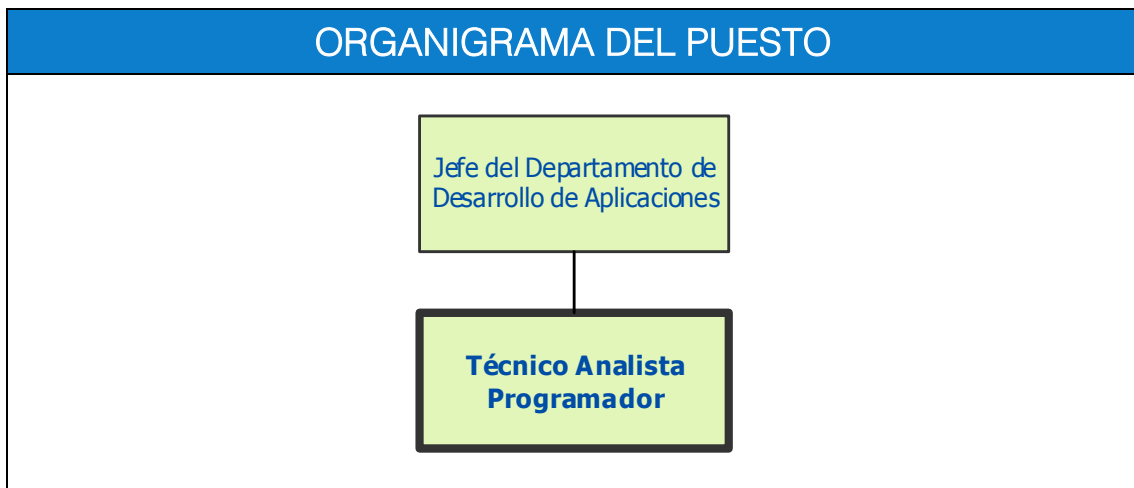 ORGANIGRAMA DEL PUESTO
Jefe del Departamento de
Desarrollo de Aplicaciones
Técnico Analista
Programador